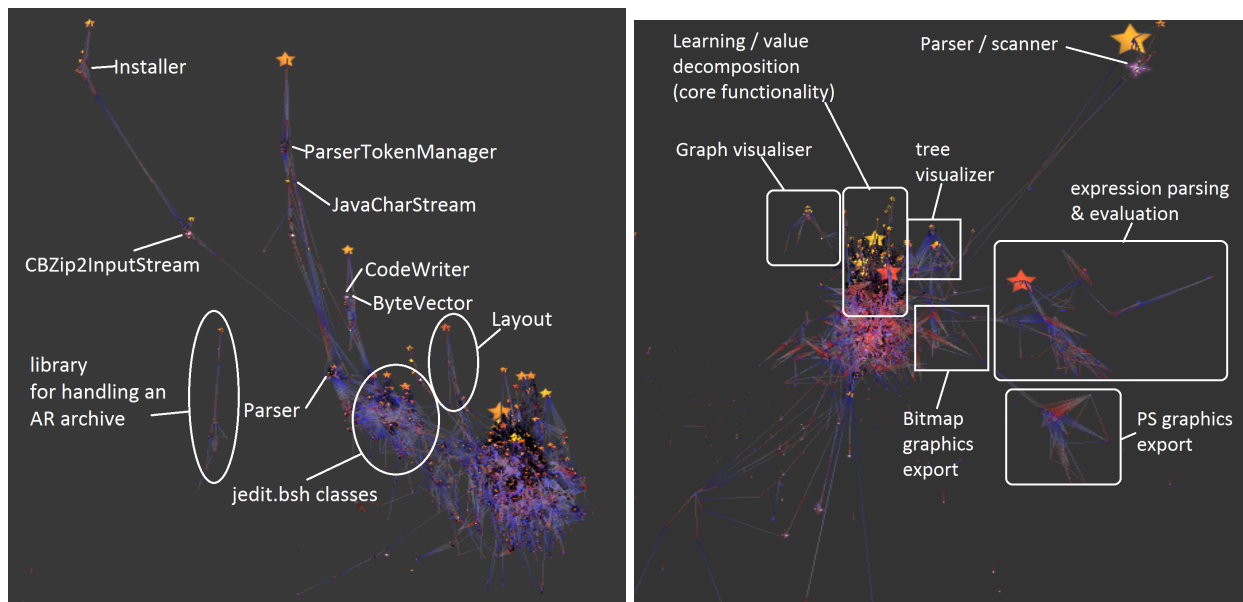 Installer
ParserTokenManager
JavaCharStream
CBZip2InputStream
CodeWriter
ByteVector
Layout
library
for handling an
AR archive
Parser
jedit.bsh classes
Learning / value
decomposition
(core functionality)
Parser / scanner
Graph visualiser
tree
visualizer
expression parsing
& evaluation
Bitmap
graphics
export
PS graphics
export